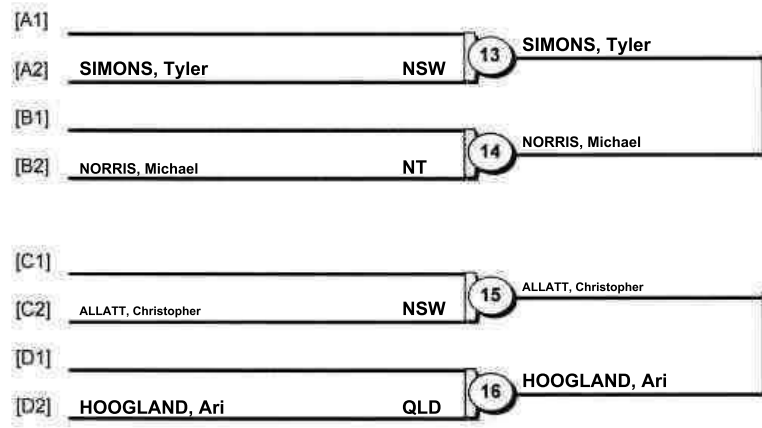 [A1]
13 SIMONS, Tyler
[A2] SIMONS, Tyler NSW
[B1]
14 NORRIS, Michael
[B2] NORRIS, Michael NT
[C1]
15 ALLATT, Christopher
[C2] ALLATT, Christopher NSW
[D1]
16 HOOGLAND, Ari
[D2] HOOGLAND, Ari QLD